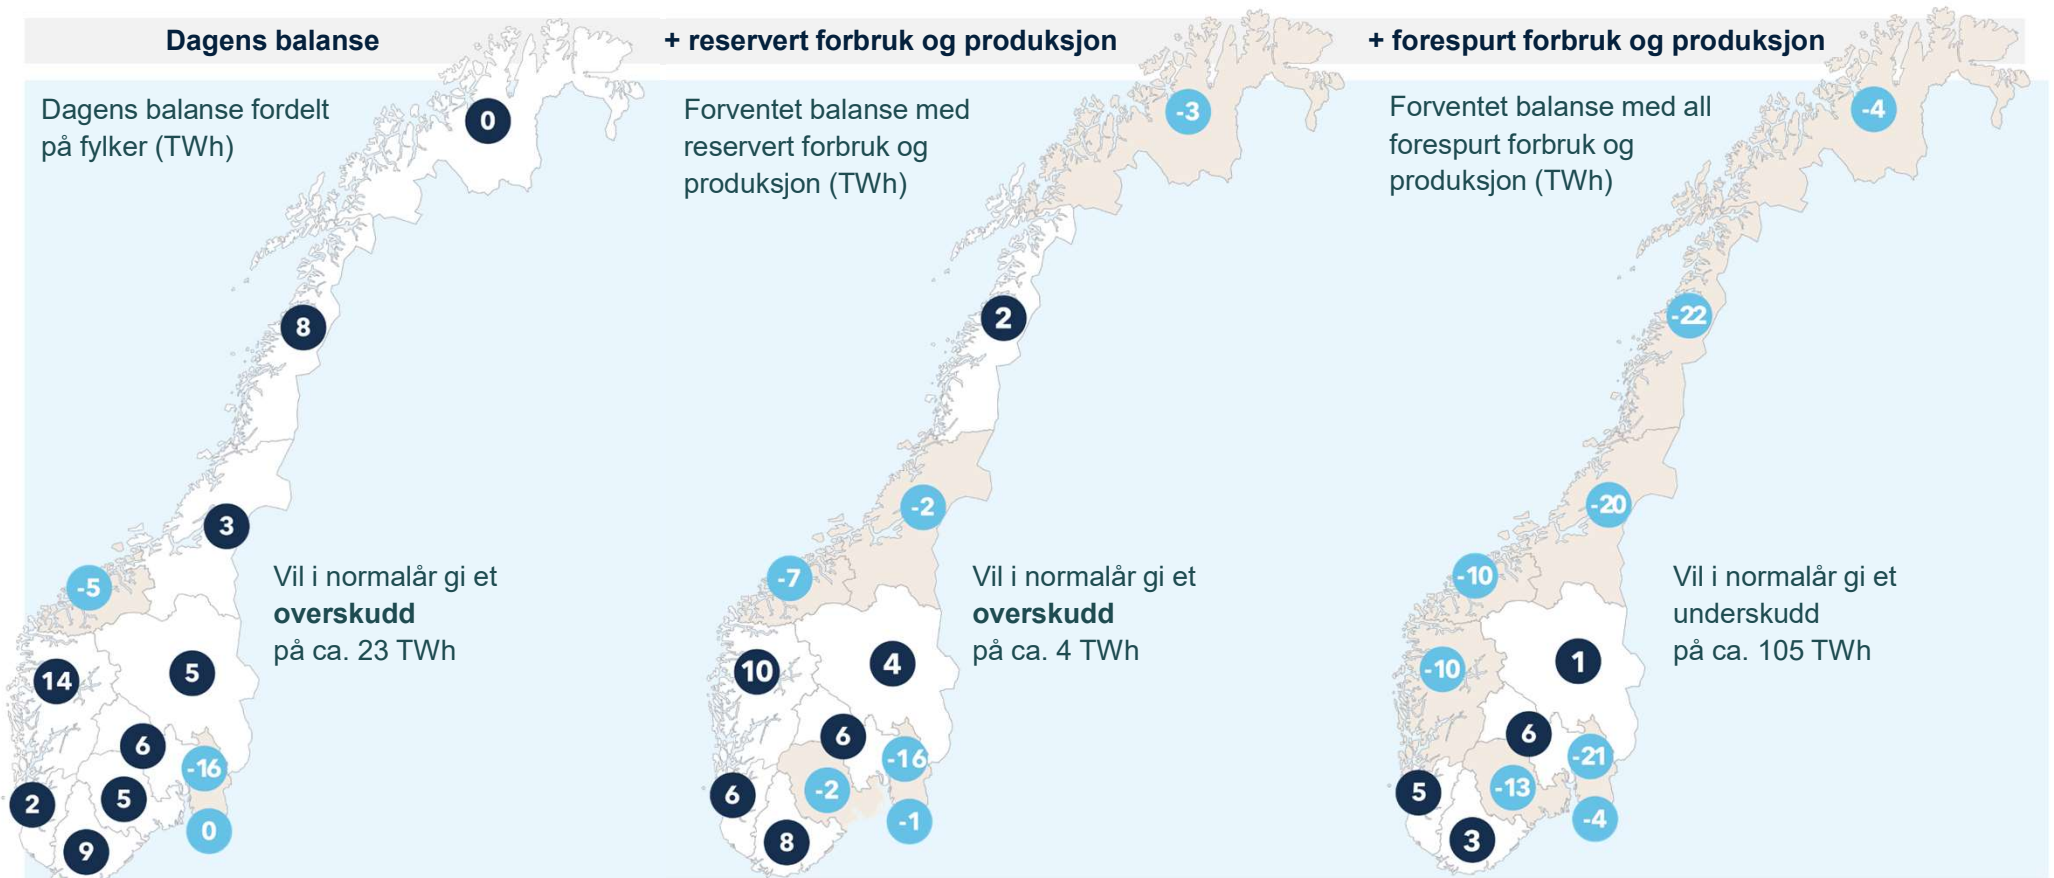 Dagens balanse
Dagens balanse fordelt
på fylker (TWh)
0
8
3
-5
Vil i normalår gi et
overskudd
på ca. 23 TWh
14
5
6
-16
5
2
0
9
+ reservert forbruk og produksjon
Forventet balanse med
reservert forbruk og
produksjon (TWh)
-3
2
-2
-7
Vil i normalår gi et
overskudd
på ca. 4 TWh
10
4
6
-16
-2
6
-1
8
+ forespurt forbruk og produksjon
Forventet balanse med all
forespurt forbruk og
produksjon (TWh)
-4
-22
-20
-10
Vil i normalår gi et
underskudd
på ca. 105 TWh
-10
1
6
-21
-13
5
-4
3